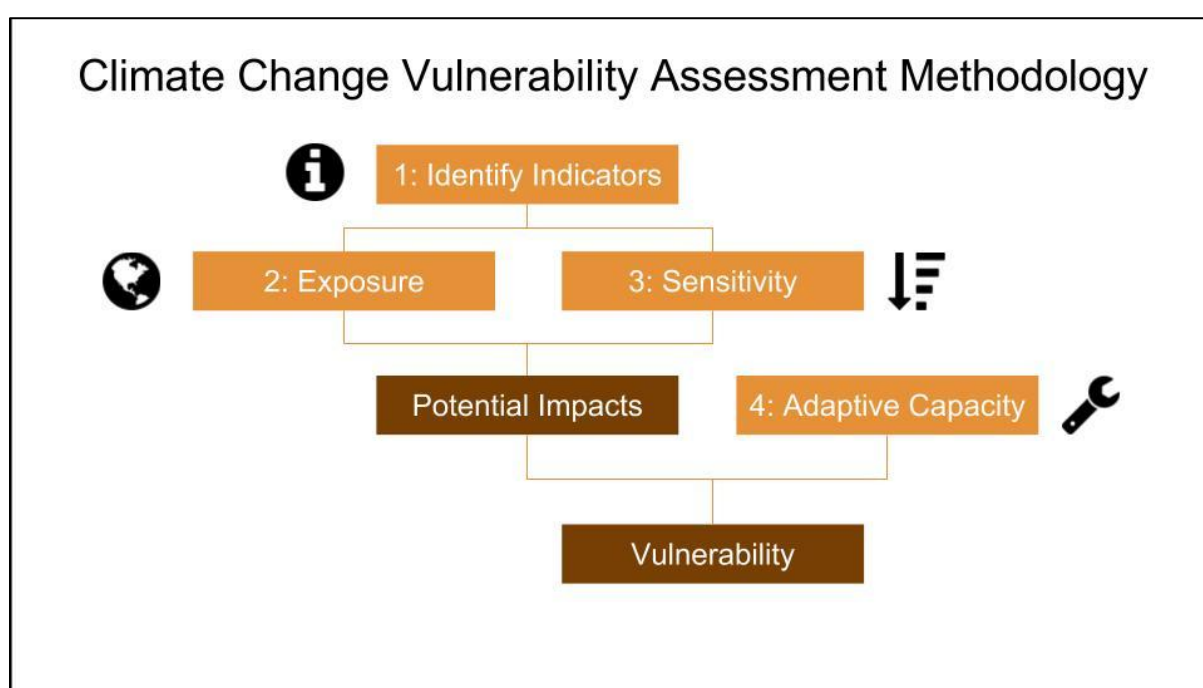 Climate Change Vulnerability Assessment Methodology
1: Identify Indicators
2: Exposure
3: Sensitivity
Potential Impacts
4: Adaptive Capacity
Vulnerability